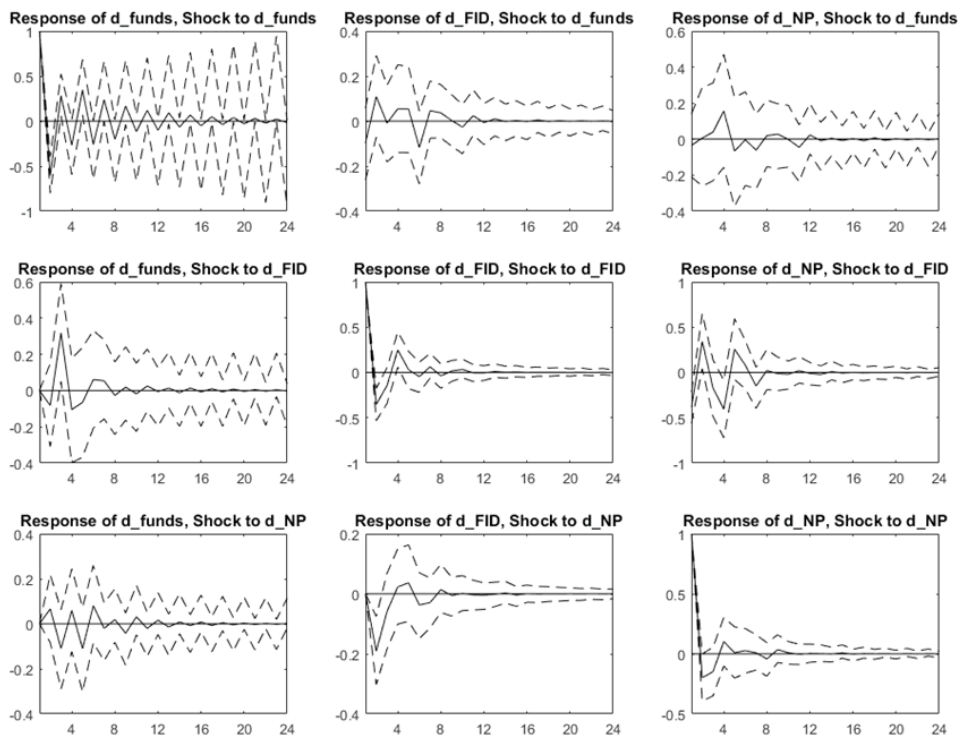 Response of d_funds, Shock to d_funds
1
0.5
0
-0.5
-1
4 8 12 16 20 24
Response of d_FID, Shock to d_funds
0.4
0.2
0
-0.2
-0.4
4 8 12 16 20 24
Response of d_NP, Shock to d_funds
0.6
0.4
0.2
0
-0.2
-0.4
4 8 12 16 20 24
Response of d_funds, Shock to d_FID
0.6
0.4
0.2
0
-0.2
-0.4
4 8 12 16 20 24
Response of d_FID, Shock to d_FID
1
0.5
0
-0.5
-1
4 8 12 16 20 24
Response of d_NP, Shock to d_FID
1
0.5
0
-0.5
-1
4 8 12 16 20 24
Response of d_funds, Shock to d_NP
0.4
0.2
0
-0.2
-0.4
4 8 12 16 20 24
Response of d_FID, Shock to d_NP
0.2
0
-0.2
-0.4
4 8 12 16 20 24
Response of d_NP, Shock to d_NP
1
0.5
0
-0.5
4 8 12 16 20 24